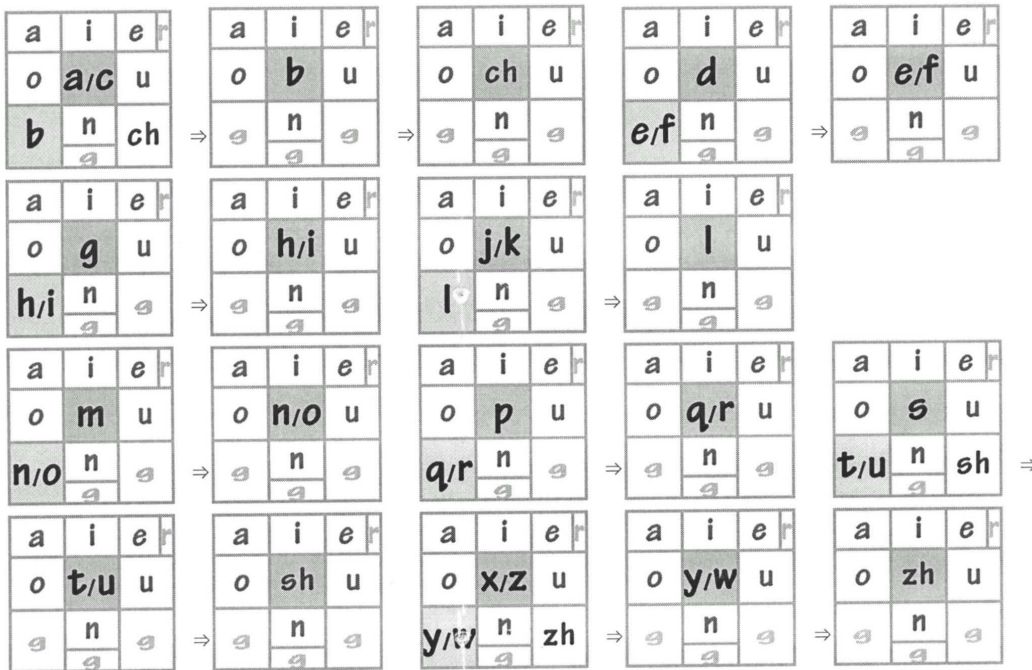 a i e r a i e r a i e r a i e r a i e r
o a/c u o b u o ch u o d u o e/f u
b n ch ⇒ g n g ⇒ g n g e/f n g ⇒ g n g
g g g g g
a i e r a i e r a i e r a i e r
o g u o h/i u o j/k u o l u
h/i n g ⇒ g n g l n g ⇒ g n g
g g g g
a i e r a i e r a i e r a i e r a i e r
o m u o n/o u o p u o q/r u o s u
n/o n g ⇒ g n g q/r n g ⇒ g n g t/u n sh ⇒
g g g g g
a i e r a i e r a i e r a i e r a i e r
o t/u u o sh u o x/z u o y/w u o zh u
g n g ⇒ g n g y/w n zh ⇒ g n g ⇒ g n g
g g g g g